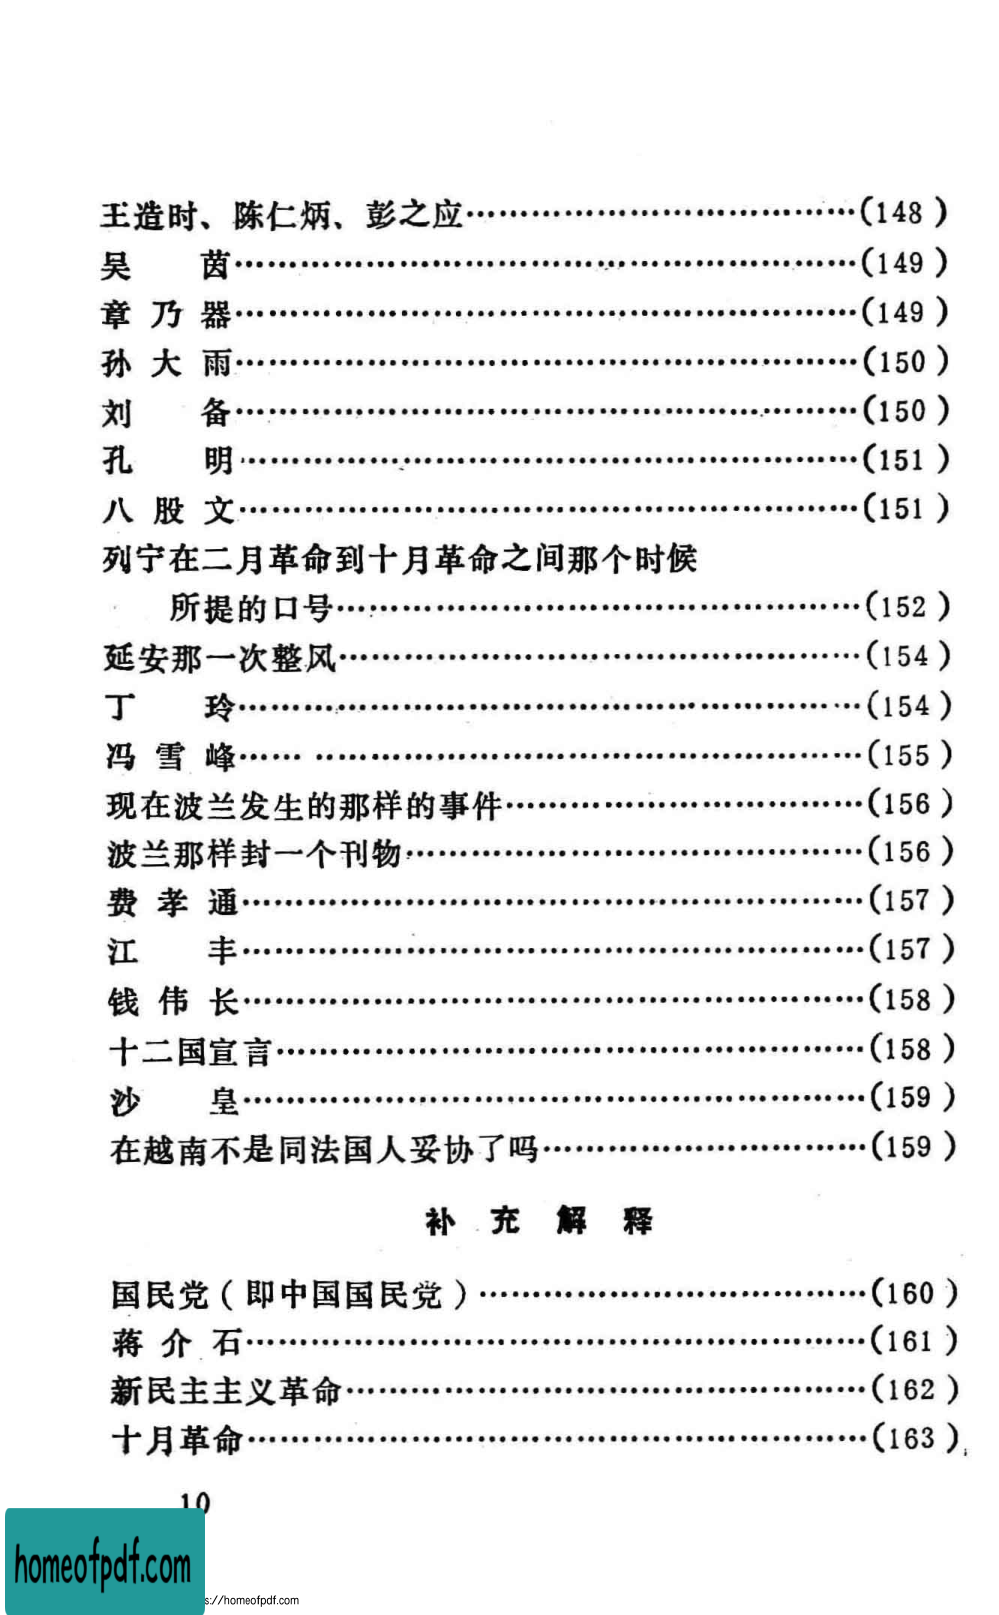 王造时、陈仁炳、彭之应…………………………(148)
吴　　茵…………………………………………(149)
章 乃 器…………………………………………(149)
孙 大 雨…………………………………………(150)
刘　　备…………………………………………(150)
孔　　明…………………………………………(151)
八 股 文…………………………………………(151)
列宁在二月革命到十月革命之间那个时候
所提的口号…………………………………(152)
延安那一次整风…………………………………(154)
丁　　玲…………………………………………(154)
冯 雪 峰…………………………………………(155)
现在波兰发生的那样的事件………………………(156)
波兰那样封一个刊物……………………………(156)
费 孝 通…………………………………………(157)
江　　丰…………………………………………(157)
钱 伟 长…………………………………………(158)
十二国宣言………………………………………(158)
沙　　皇…………………………………………(159)
在越南不是同法国人妥协了吗……………………(159)
补 充 解 释
国民党(即中国国民党)…………………………(160)
蒋 介 石…………………………………………(161)
新民主主义革命…………………………………(162)
十月革命…………………………………………(163)
10
homeofpdf.com
s://homeofpdf.com